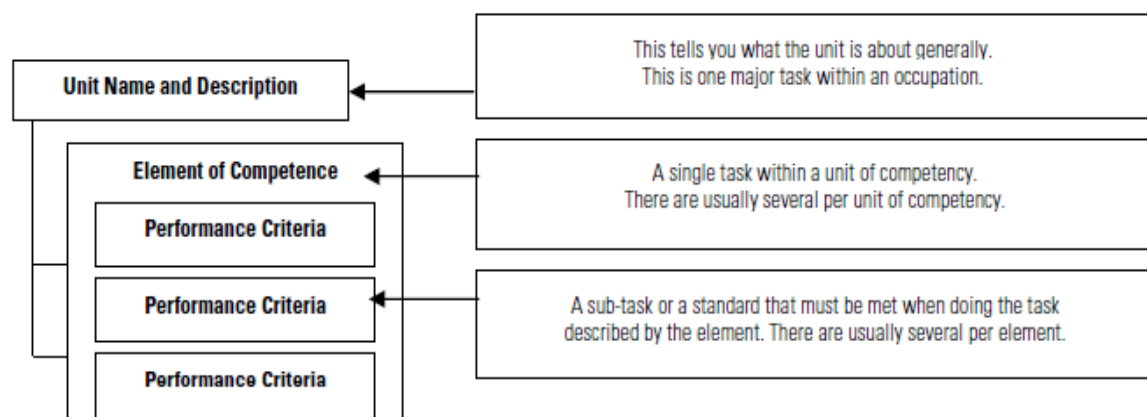 This tells you what the unit is about generally.
This is one major task within an occupation.
Unit Name and Description
Element of Competence
A single task within a unit of competency.
There are usually several per unit of competency.
Performance Criteria
Performance Criteria
A sub-task or a standard that must be met when doing the task
described by the element. There are usually several per element.
Performance Criteria